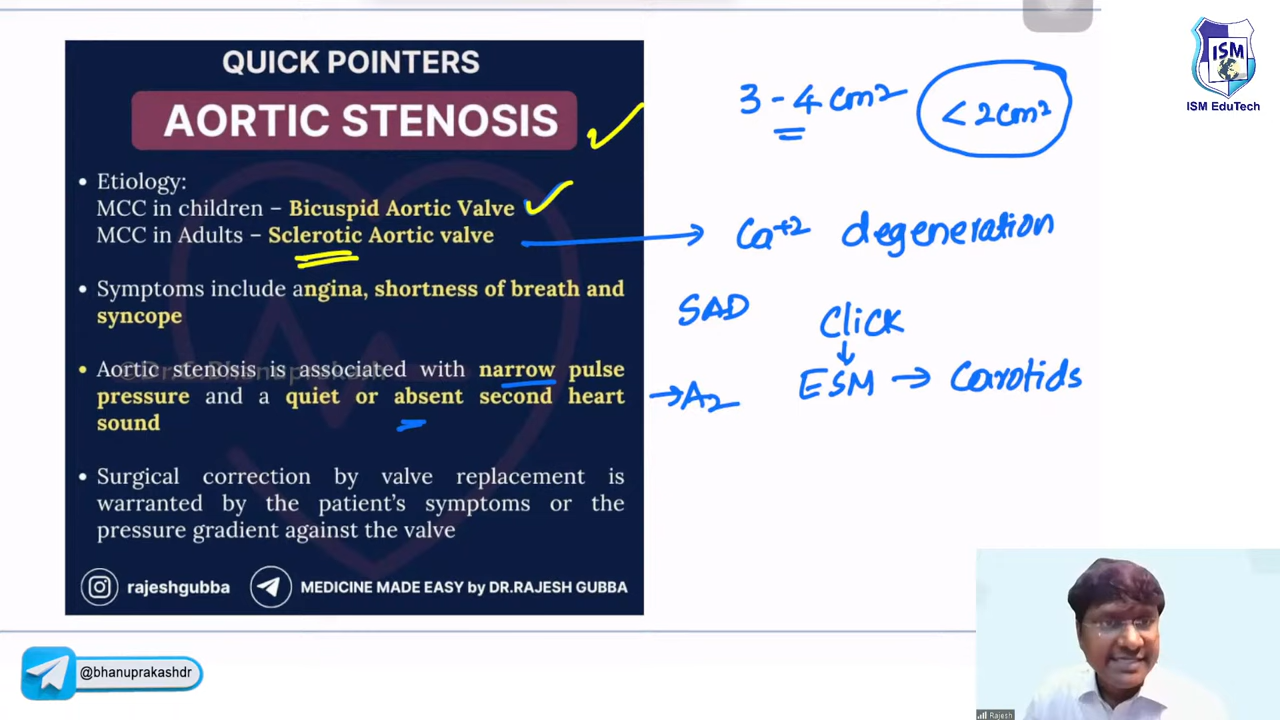 QUICK POINTERS
AORTIC STENOSIS
• Etiology:
MCC in children – Bicuspid Aortic Valve
MCC in Adults – Sclerotic Aortic valve
• Symptoms include angina, shortness of breath and
syncope
• Aortic stenosis is associated with narrow pulse
pressure and a quiet or absent second heart
sound
• Surgical correction by valve replacement is
warranted by the patient's symptoms or the
pressure gradient against the valve
rajeshgubba
MEDICINE MADE EASY by DR.RAJESH GUBBA
3 - 4 cm2
< 2cm2
→ Ca+2 degeneration
SAD
Click
↓
ESM → Carotids
→ A2
ISM
ISM EduTech
@bhanuprakashdr
Rajesh